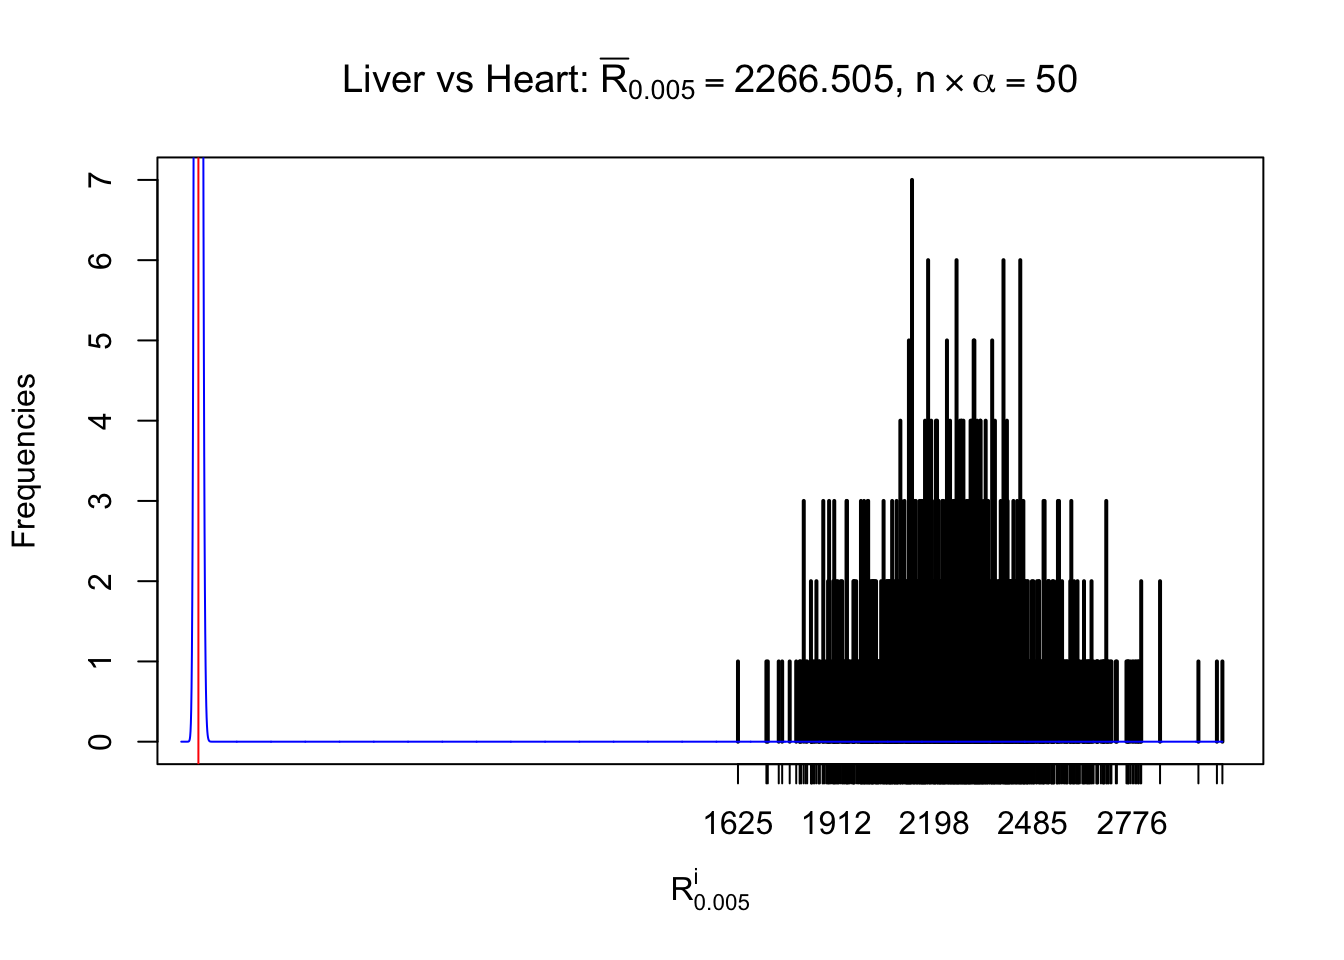 Liver vs Heart: R̅₀.₀₀₅ = 2266.505, n × α = 50
Frequencies
7
6
5
4
3
2
1
0
1625 1912 2198 2485 2776
Rⁱ₀.₀₀₅